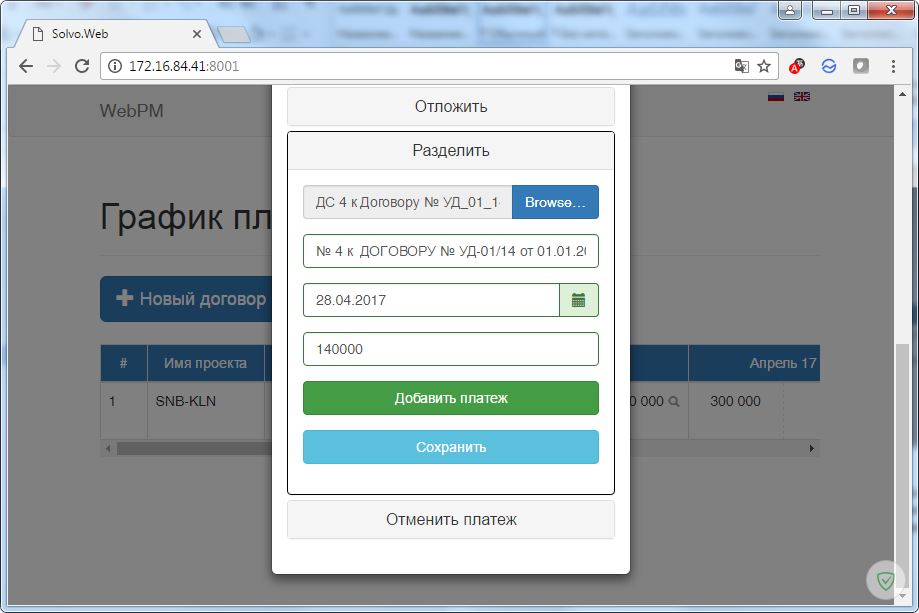 Solvo.Web
172.16.84.41:8001
WebPM
Отложить
Разделить
ДС 4 к Договору № УД_01_1
Browse...
№ 4 к ДОГОВОРУ № УД-01/14 от 01.01.20
График пл
28.04.2017
Новый договор
140000
# Имя проекта Апрель 17
Добавить платеж
1 SNB-KLN 0 000 300 000
Сохранить
Отменить платеж